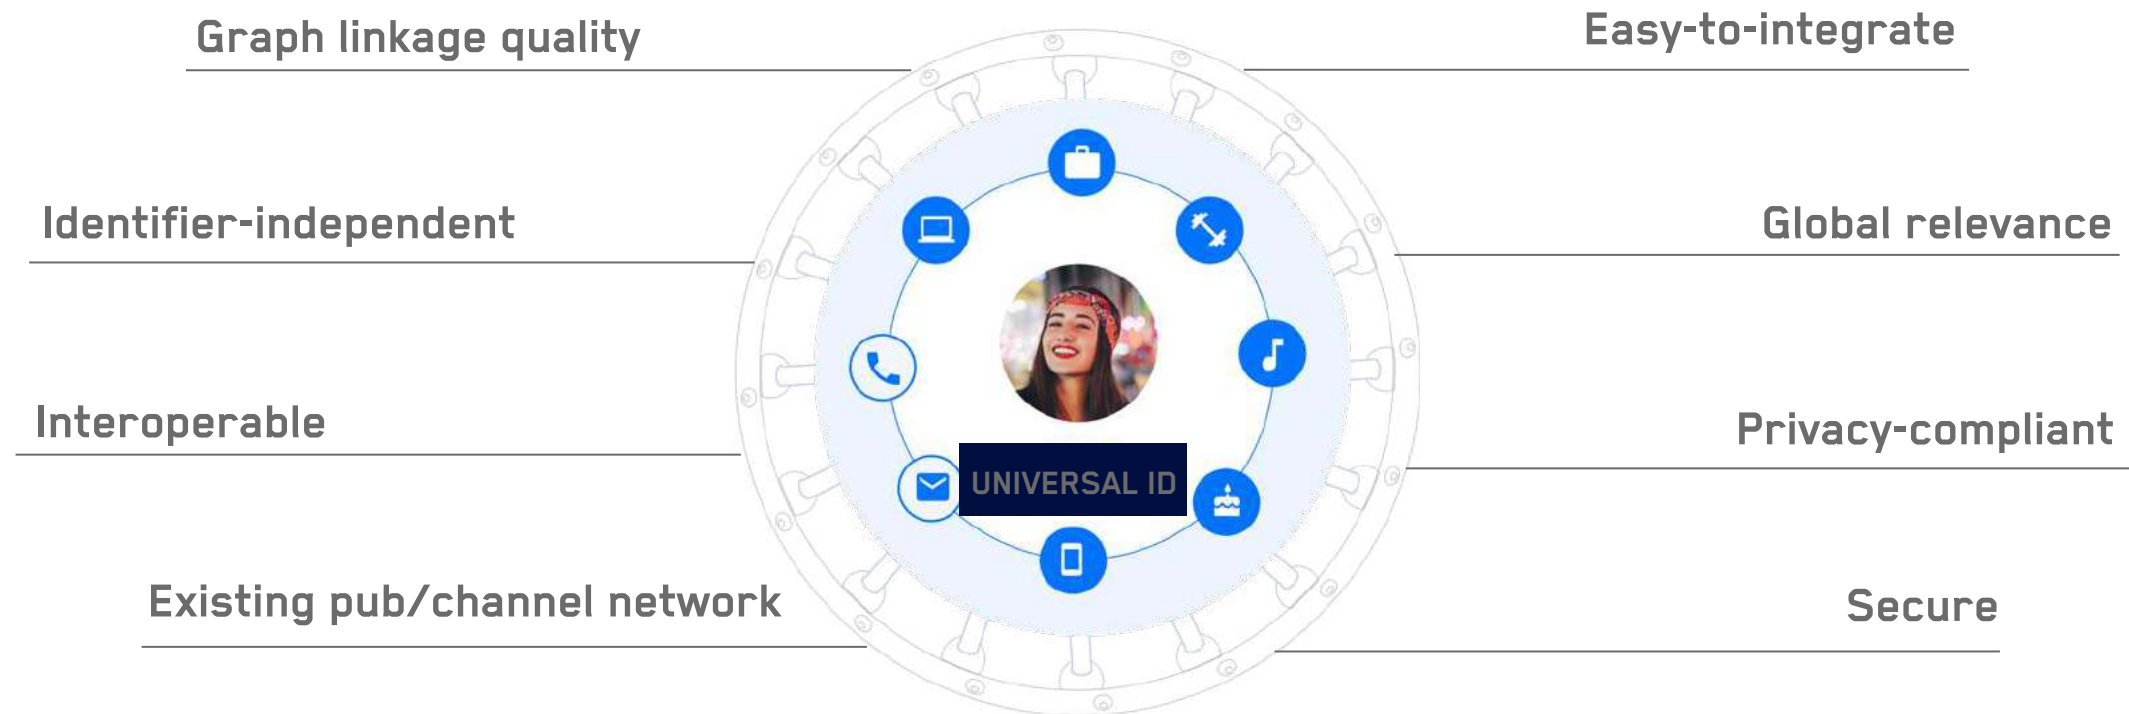 Graph linkage quality
Easy-to-integrate
Identifier-independent
Global relevance
Interoperable
Privacy-compliant
UNIVERSAL ID
Existing pub/channel network
Secure